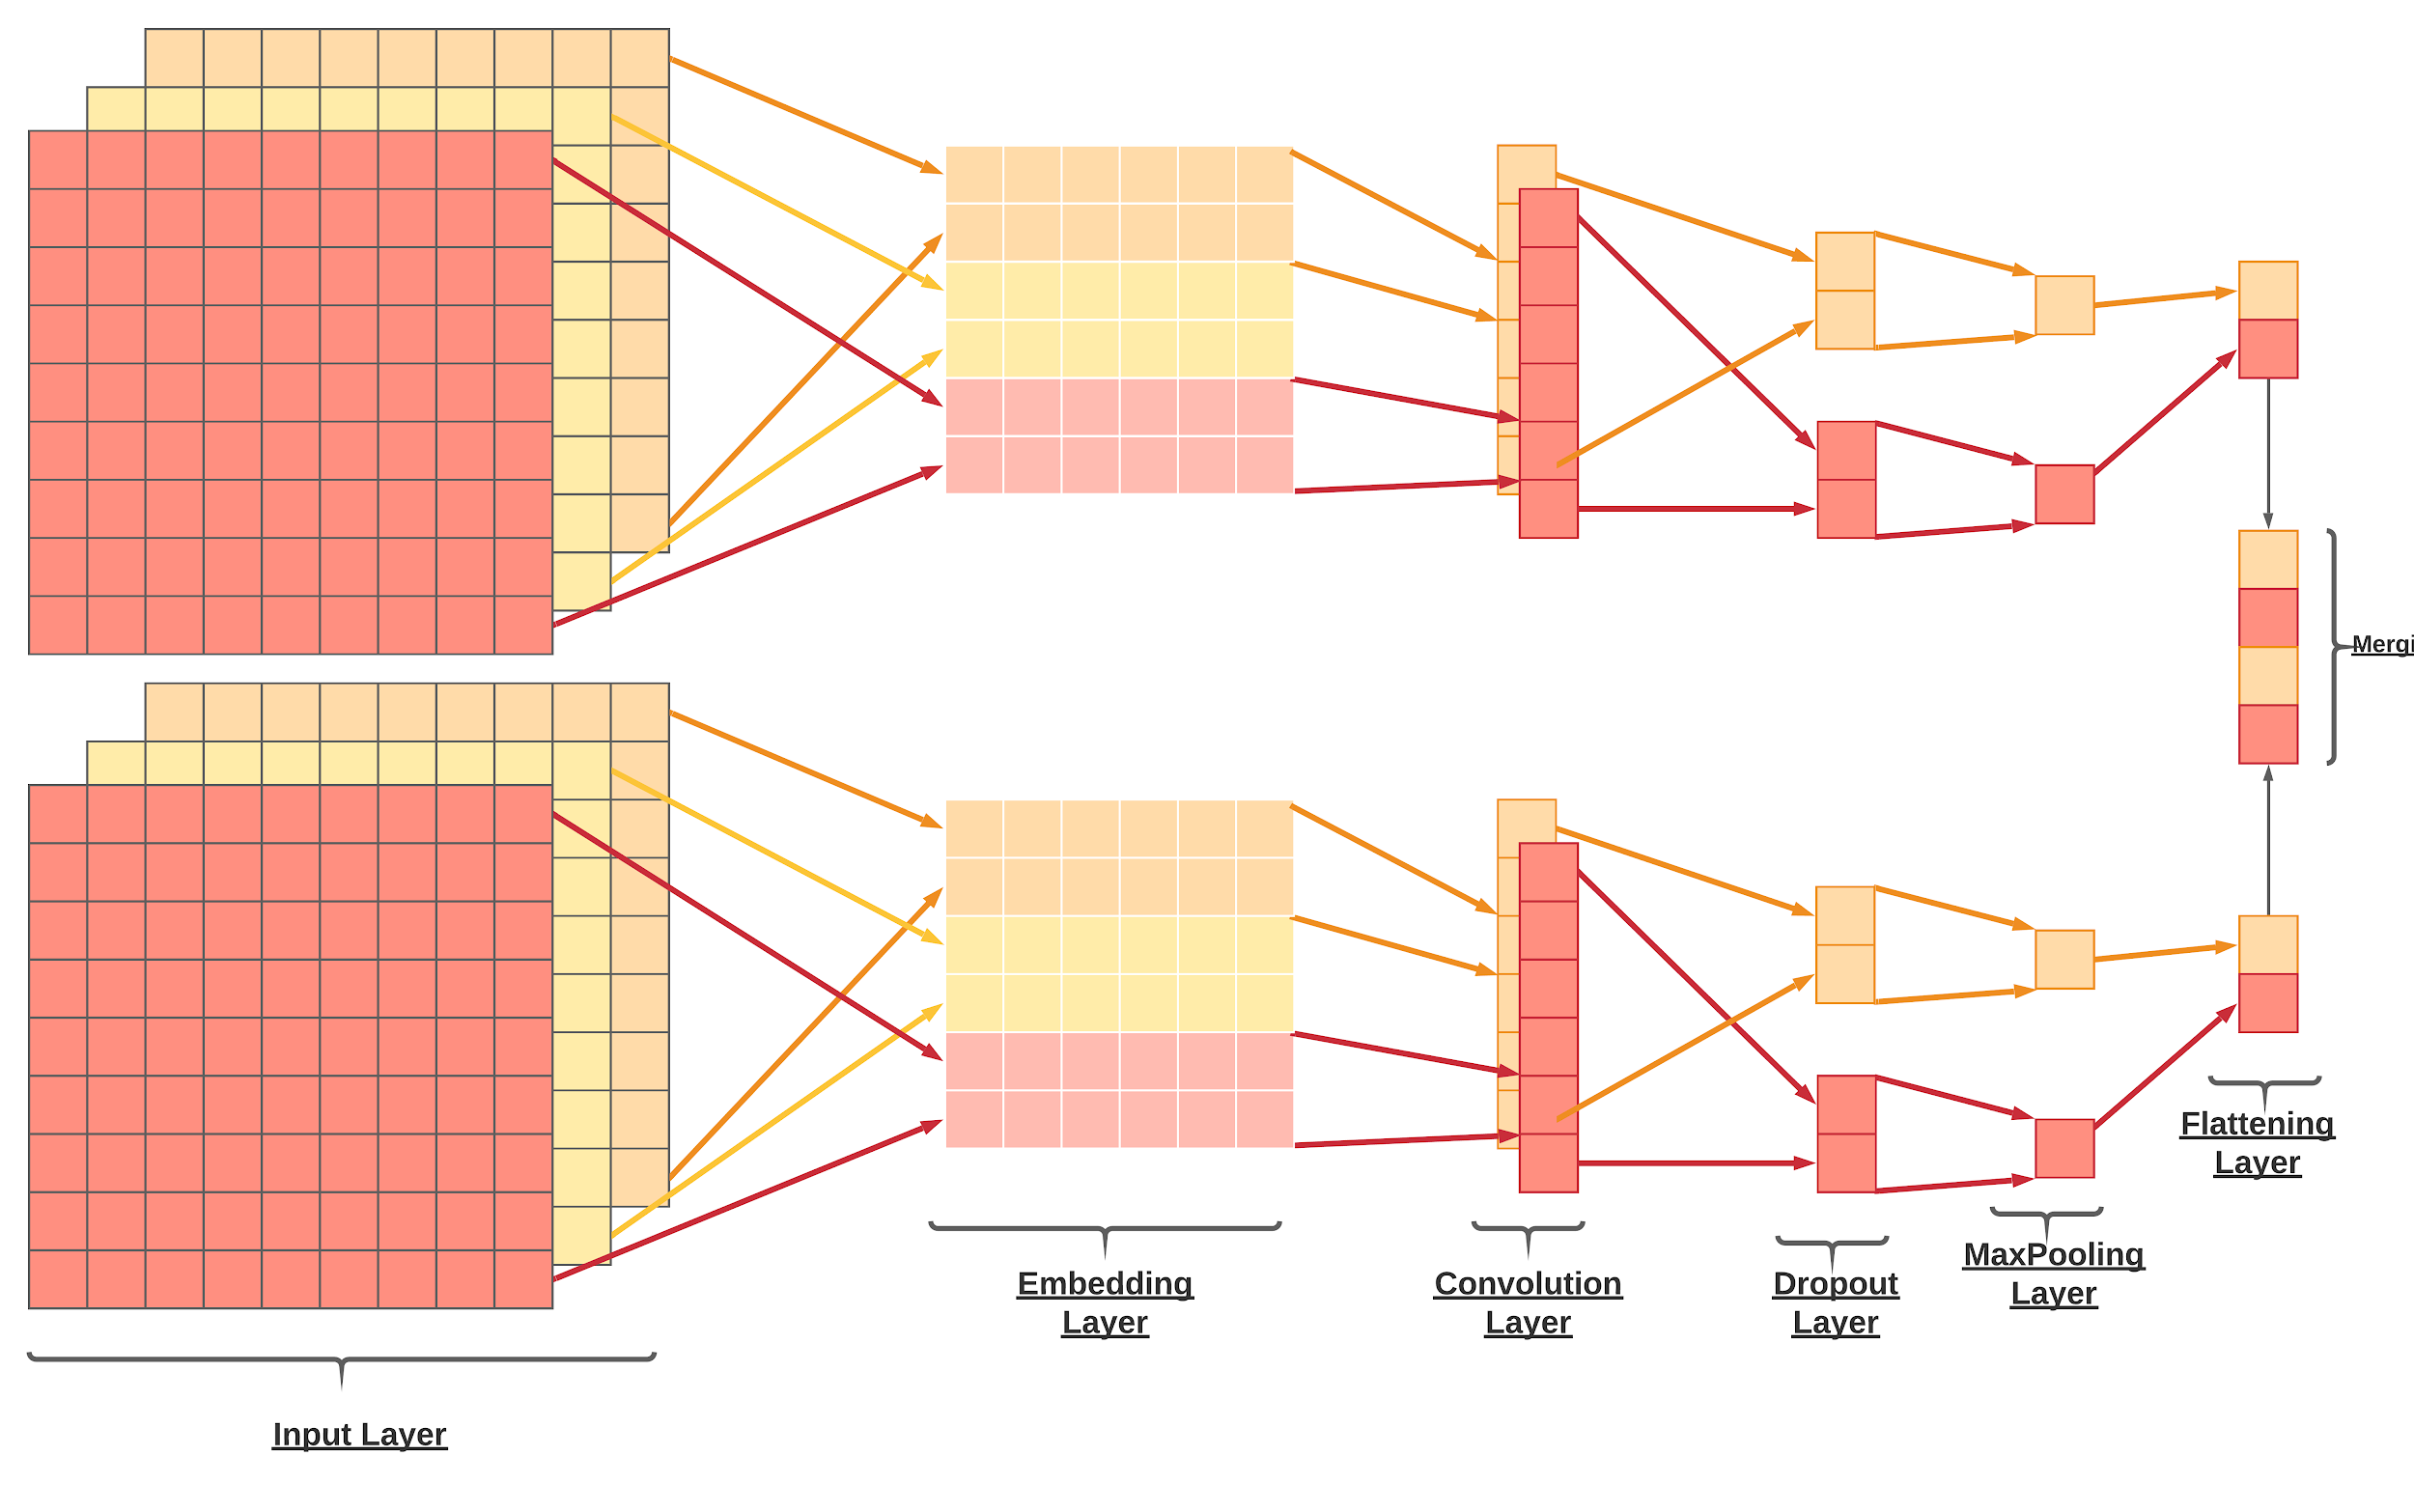 Mergi
Flattening
Layer
MaxPooling
Layer
Embedding
Layer
Convolution
Layer
Dropout
Layer
Input Layer